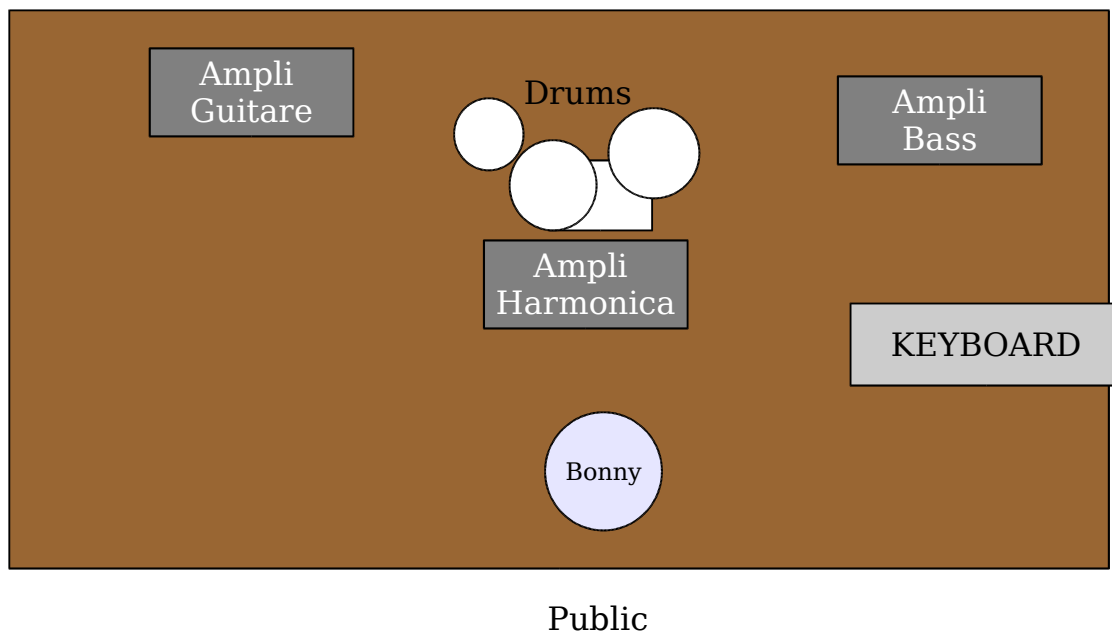 Ampli
Guitare
Drums
Ampli
Bass
Ampli
Harmonica
KEYBOARD
Bonny
Public